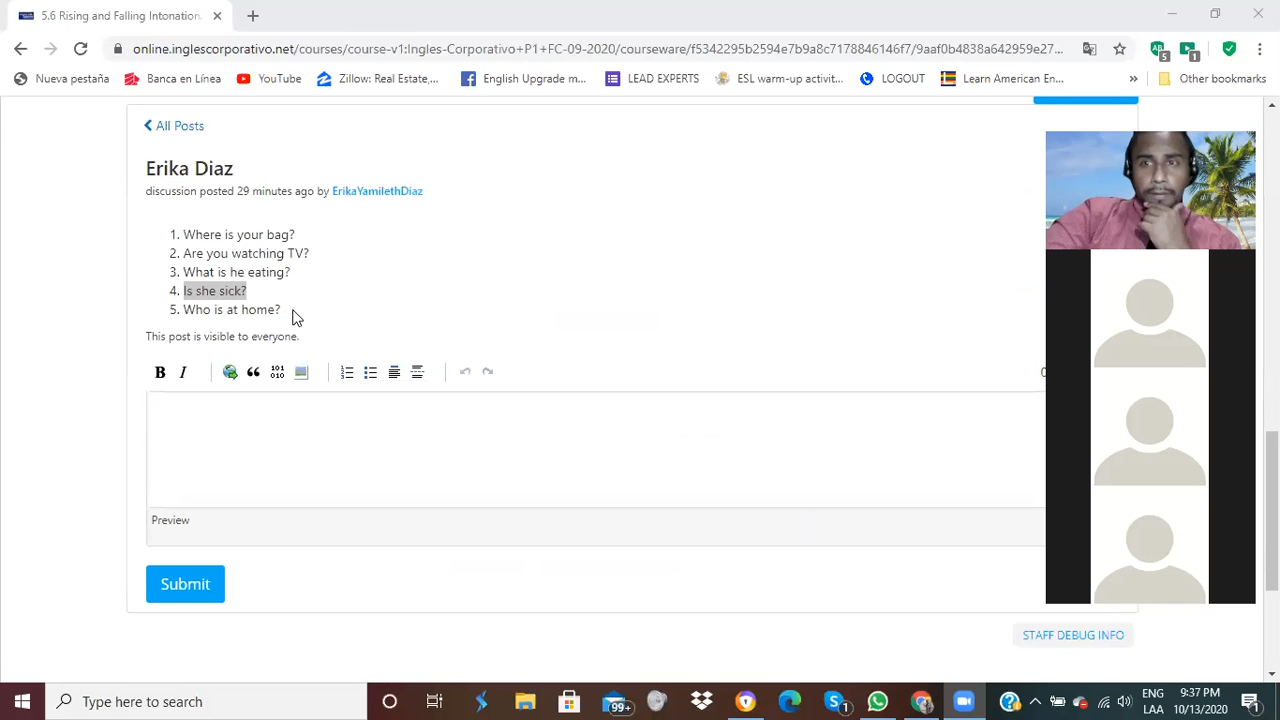 5.6 Rising and Falling Intonation
online.inglescorporativo.net/courses/course-v1:Ingles-Corporativo+P1+FC-09-2020/courseware/f5342295b2594e7b9a8c7178846146f7/9aaf0b4838a642959e27...
5
1
Nueva pestaña
Banca en Línea
YouTube
Zillow: Real Estate,...
English Upgrade m...
LEAD EXPERTS
ESL warm-up activit...
LOGOUT
Learn American En...
»
Other bookmarks
All Posts
Erika Diaz
discussion posted 29 minutes ago by ErikaYamilethDiaz
1. Where is your bag?
2. Are you watching TV?
3. What is he eating?
4. Is she sick?
5. Who is at home?
This post is visible to everyone.
B I
Preview
Submit
STAFF DEBUG INFO
Type here to search
99+
1
ENG
LAA
9:37 PM
10/13/2020
1